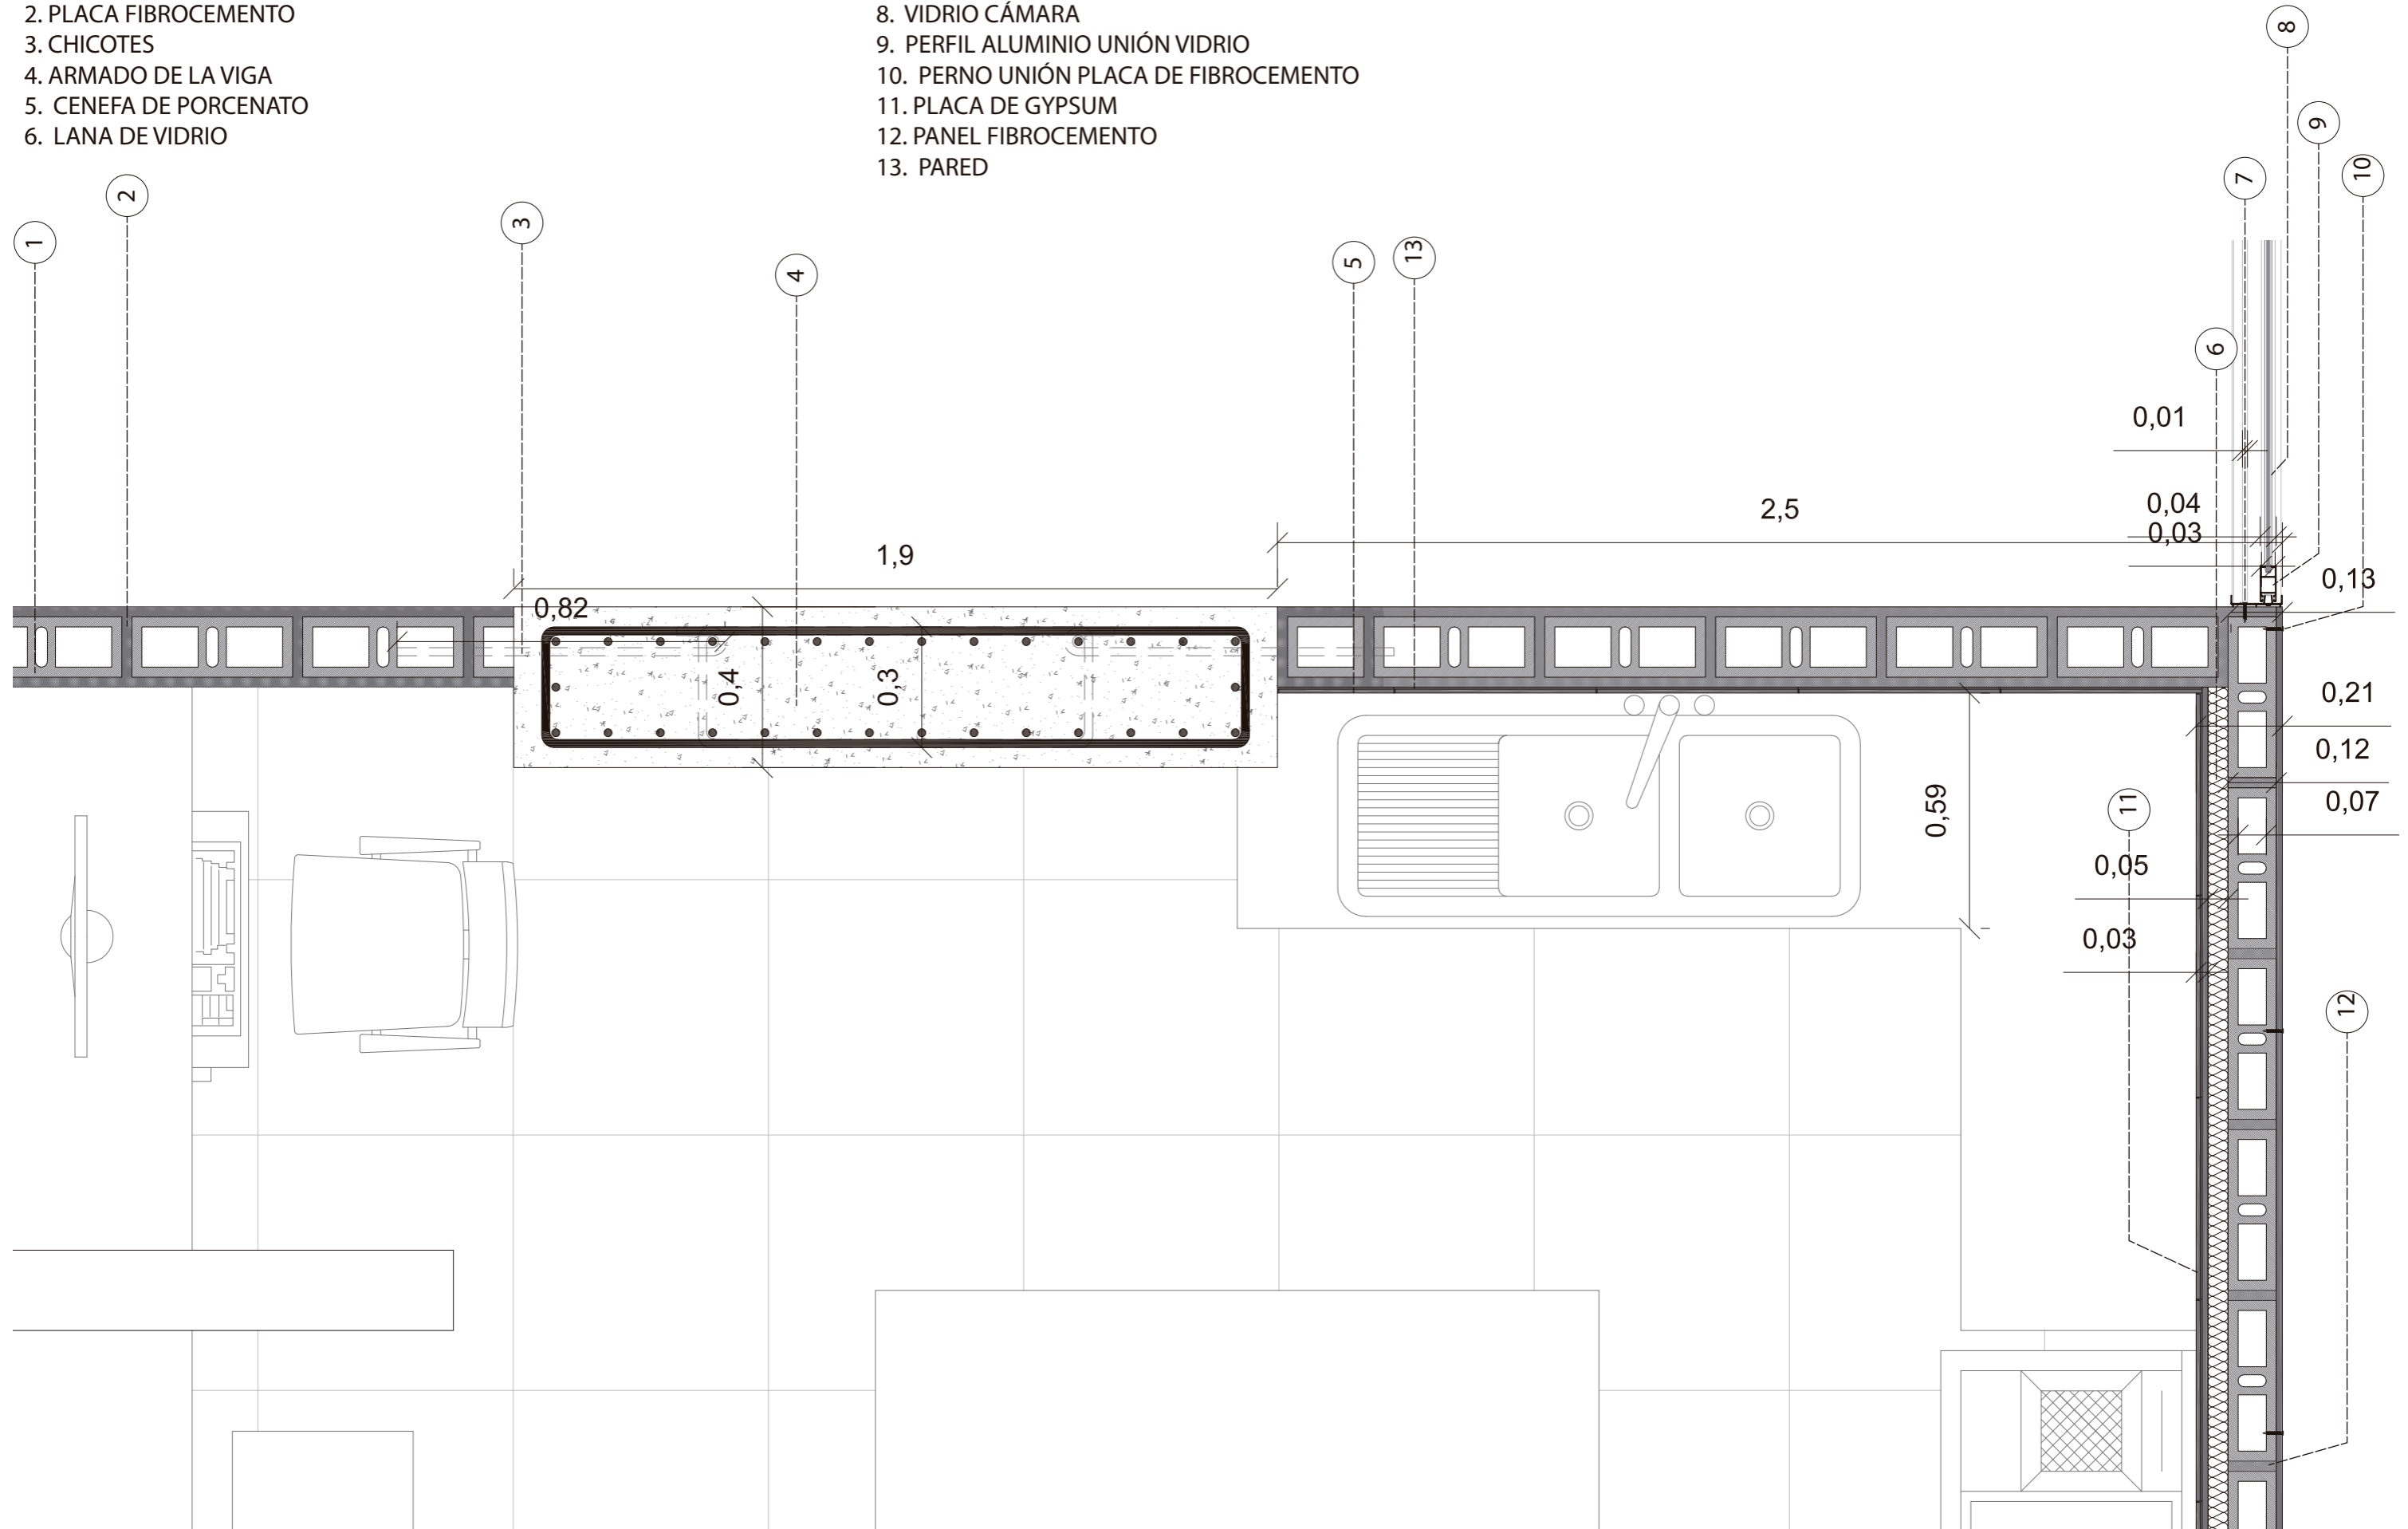 2. PLACA FIBROCEMENTO
3. CHICOTES
4. ARMADO DE LA VIGA
5. CENEFA DE PORCENATO
6. LANA DE VIDRIO
8. VIDRIO CÁMARA
9. PERFIL ALUMINIO UNIÓN VIDRIO
10. PERNO UNIÓN PLACA DE FIBROCEMENTO
11. PLACA DE GYPSUM
12. PANEL FIBROCEMENTO
13. PARED
8
9
10
7
2
3
1
13
5
4
6
0,01
2,5
0,04
0,03
1,9
0,13
0,82
0,4
0,3
0,21
0,12
0,07
0,59
11
0,05
0,03
12